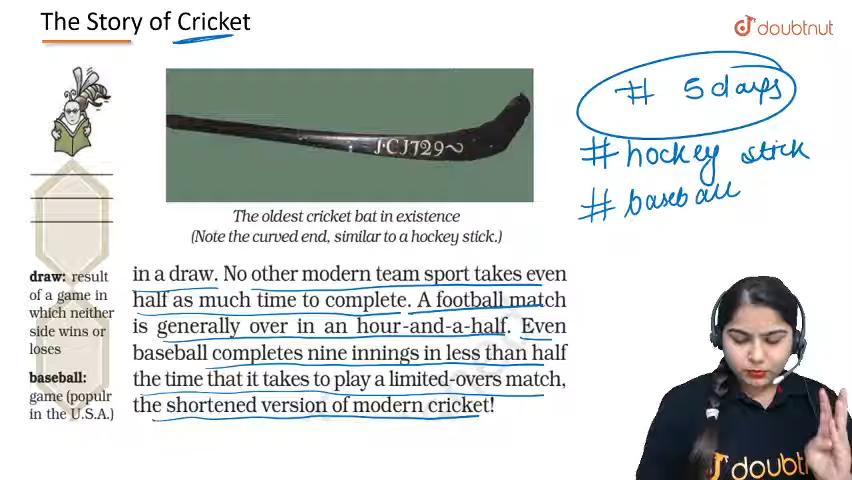 The Story of Cricket
doubtnut
# 5 days
# hockey stick
# baseball
J.C.1729
The oldest cricket bat in existence
(Note the curved end, similar to a hockey stick.)
draw: result
of a game in
which neither
side wins or
loses
baseball:
game (populr
in the U.S.A.)
in a draw. No other modern team sport takes even
half as much time to complete. A football match
is generally over in an hour-and-a-half. Even
baseball completes nine innings in less than half
the time that it takes to play a limited-overs match,
the shortened version of modern cricket!
doubtnut